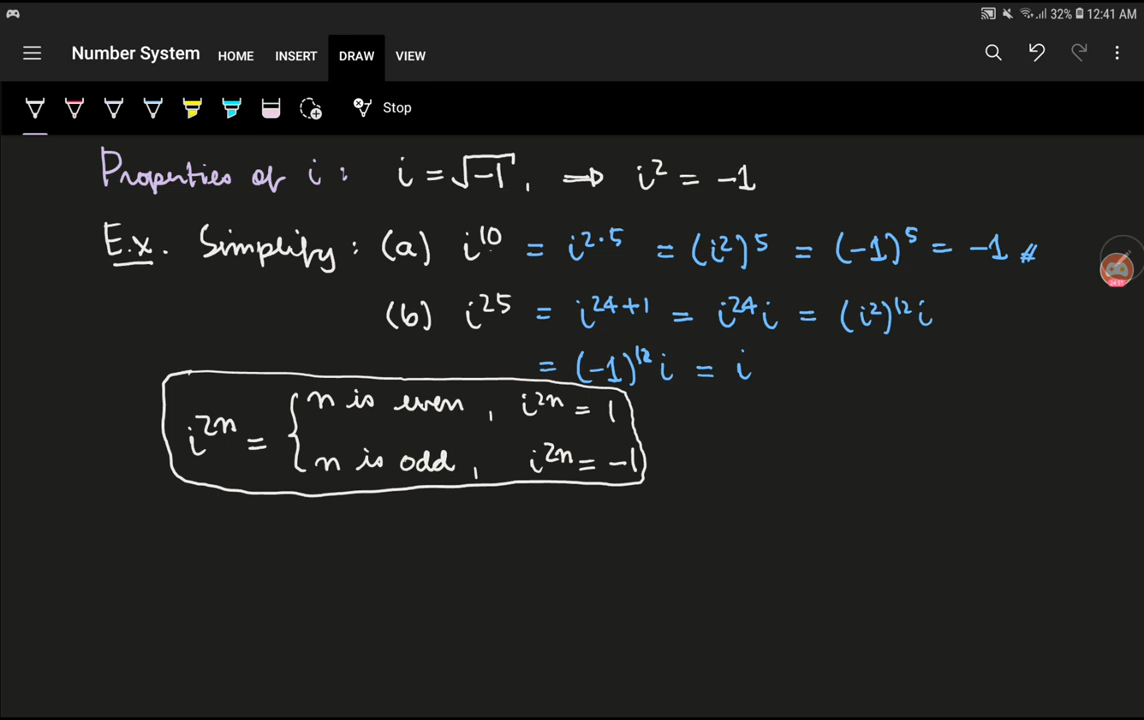 32% 12:41 AM
Number System HOME INSERT DRAW VIEW
Stop
Properties of i : i = √-1 , ⟹ i² = -1
Ex. Simplify : (a) i¹⁰ = i²·⁵ = (i²)⁵ = (-1)⁵ = -1 #
(b) i²⁵ = i²⁴⁺¹ = i²⁴i = (i²)¹²i
= (-1)¹²i = i
i²ⁿ = { n is even , i²ⁿ = 1
n is odd , i²ⁿ = -1